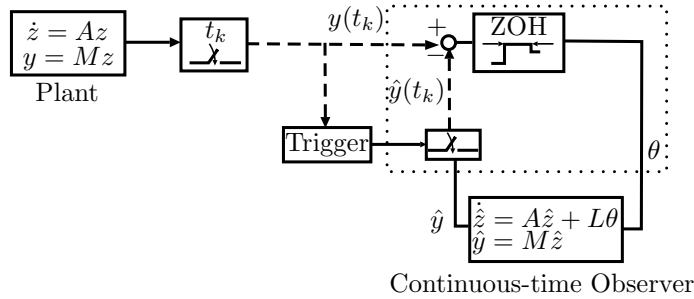 ż = Az
y = Mz
Plant
t_k
y(t_k)
+
−
ZOH
ŷ(t_k)
Trigger
θ
ŷ
ẑ̇ = Aẑ + Lθ
ŷ = Mẑ
Continuous-time Observer